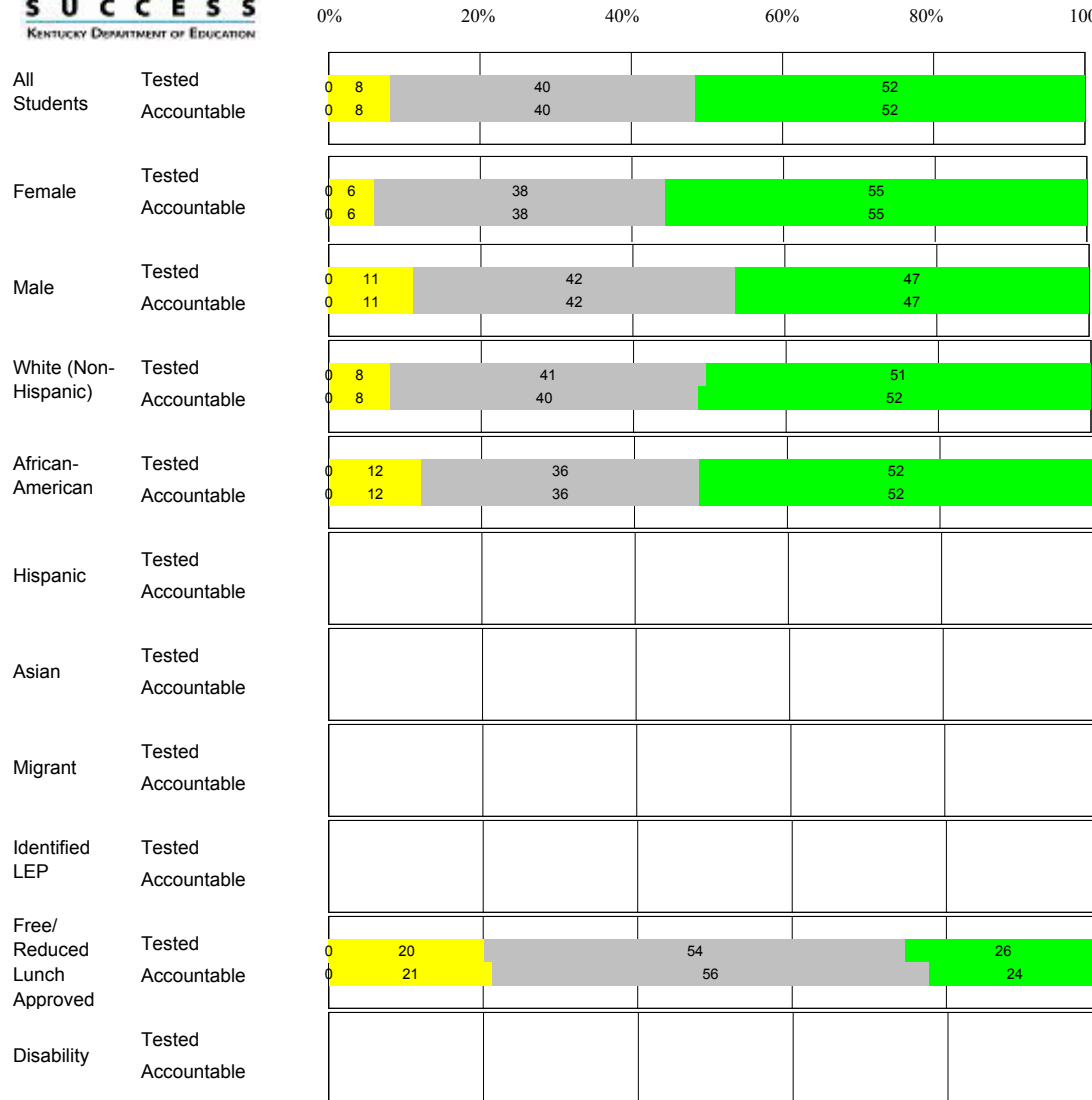 S U C C E S S
KENTUCKY DEPARTMENT OF EDUCATION
0% 20% 40% 60% 80% 100
All Students
Tested 0 8 40 52
Accountable 0 8 40 52
Female
Tested 0 6 38 55
Accountable 0 6 38 55
Male
Tested 0 11 42 47
Accountable 0 11 42 47
White (Non-
Hispanic)
Tested 0 8 41 51
Accountable 0 8 40 52
African-
American
Tested 0 12 36 52
Accountable 0 12 36 52
Hispanic
Tested
Accountable
Asian
Tested
Accountable
Migrant
Tested
Accountable
Identified
LEP
Tested
Accountable
Free/
Reduced
Lunch
Approved
Tested 0 20 54 26
Accountable 0 21 56 24
Disability
Tested
Accountable